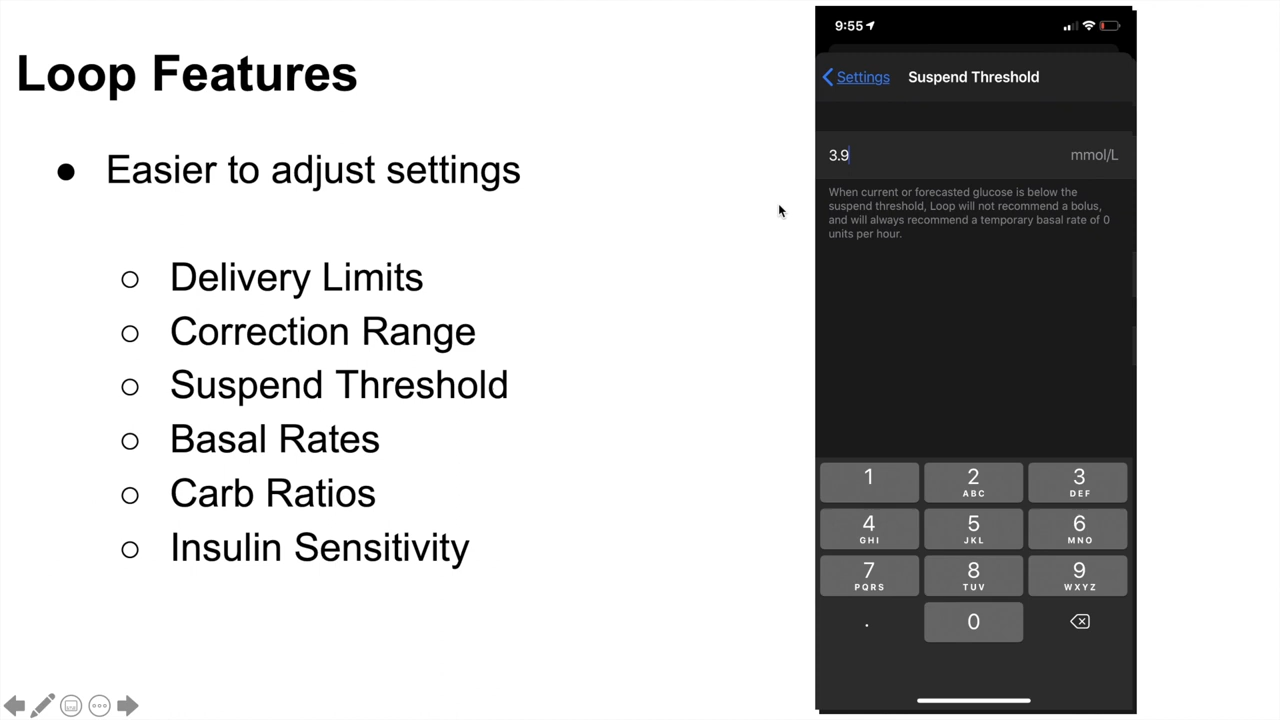 Loop Features
● Easier to adjust settings
○ Delivery Limits
○ Correction Range
○ Suspend Threshold
○ Basal Rates
○ Carb Ratios
○ Insulin Sensitivity
9:55
Settings Suspend Threshold
3.9 mmol/L
When current or forecasted glucose is below the
suspend threshold, Loop will not recommend a bolus,
and will always recommend a temporary basal rate of 0
units per hour.
1 2 3
ABC DEF
4 5 6
GHI JKL MNO
7 8 9
PQRS TUV WXYZ
. 0